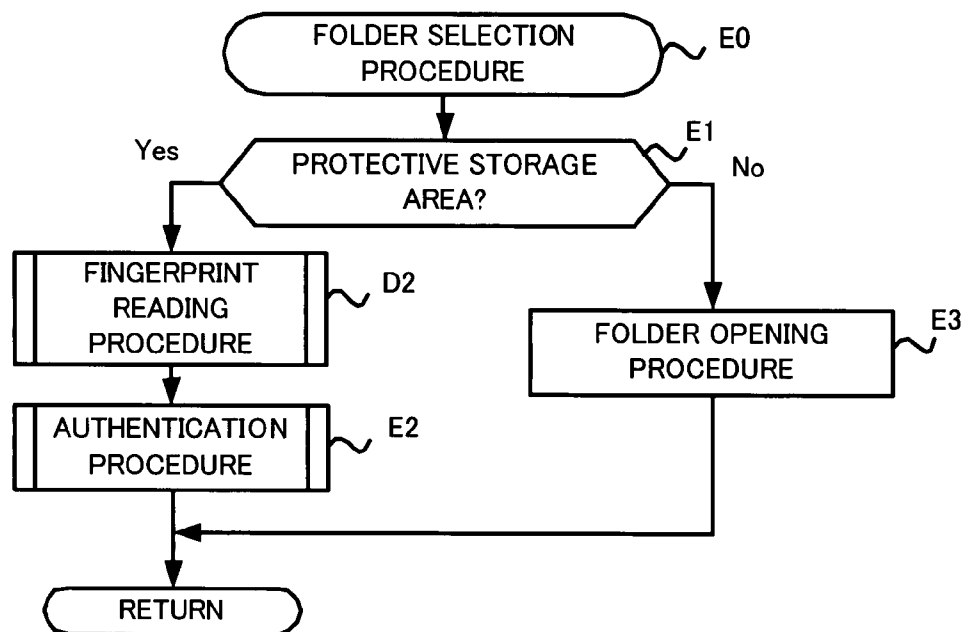 FOLDER SELECTION
PROCEDURE
E0
E1
Yes
PROTECTIVE STORAGE
AREA?
No
FINGERPRINT
READING
PROCEDURE
D2
FOLDER OPENING
PROCEDURE
E3
AUTHENTICATION
PROCEDURE
E2
RETURN